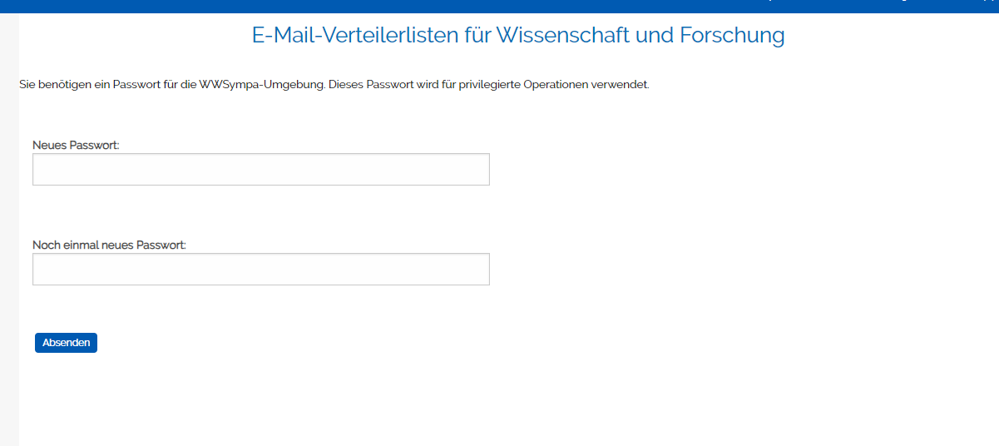 E-Mail-Verteilerlisten für Wissenschaft und Forschung
Sie benötigen ein Passwort für die WWSympa-Umgebung. Dieses Passwort wird für privilegierte Operationen verwendet.
Neues Passwort:
Noch einmal neues Passwort:
Absenden